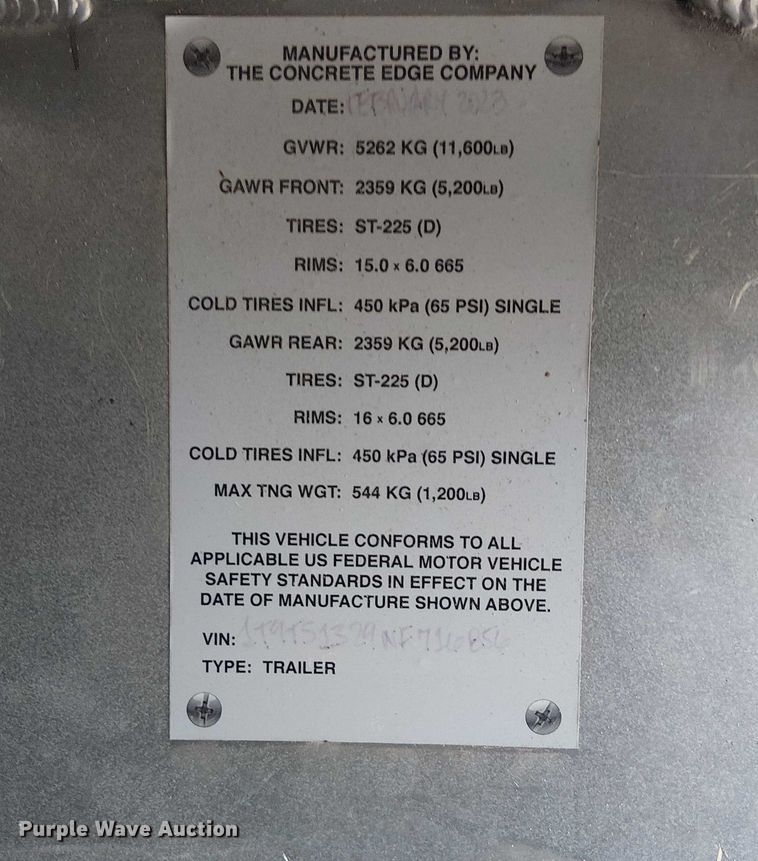 MANUFACTURED BY:
THE CONCRETE EDGE COMPANY
DATE: FEBRUARY 2023
GVWR: 5262 KG (11,600LB)
GAWR FRONT: 2359 KG (5,200LB)
TIRES: ST-225 (D)
RIMS: 15.0 x 6.0 665
COLD TIRES INFL: 450 kPa (65 PSI) SINGLE
GAWR REAR: 2359 KG (5,200LB)
TIRES: ST-225 (D)
RIMS: 16 x 6.0 665
COLD TIRES INFL: 450 kPa (65 PSI) SINGLE
MAX TNG WGT: 544 KG (1,200LB)
THIS VEHICLE CONFORMS TO ALL
APPLICABLE US FEDERAL MOTOR VEHICLE
SAFETY STANDARDS IN EFFECT ON THE
DATE OF MANUFACTURE SHOWN ABOVE.
VIN:
TYPE: TRAILER
Purple Wave Auction